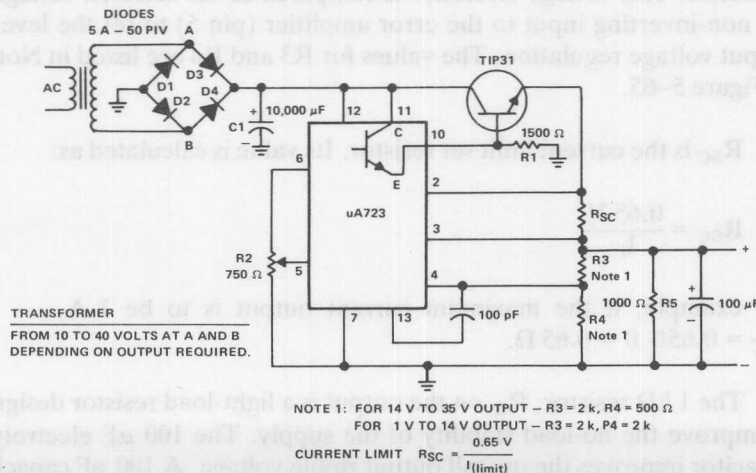 DIODES
5 A – 50 PIV
A
TIP31
AC
D1
D3
D2
D4
B
+
10,000 µF
C1
–
12
11
C
10
1500 Ω
R1
E
6
2
uA723
RSC
3
R2
750 Ω
5
R3
Note 1
4
1000 Ω
R5
+
100 µF
–
100 pF
R4
Note 1
7
13
+
–
TRANSFORMER
FROM 10 TO 40 VOLTS AT A AND B
DEPENDING ON OUTPUT REQUIRED.
NOTE 1: FOR 14 V TO 35 V OUTPUT – R3 = 2 k, R4 = 500 Ω
FOR 1 V TO 14 V OUTPUT – R3 = 2 k, P4 = 2 k
CURRENT LIMIT RSC = 0.65V
I(limit)